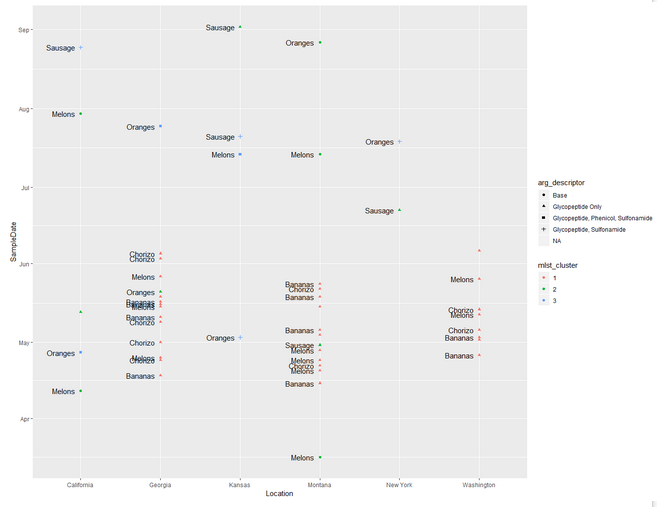 Sep
Sausage
Oranges
Sausage
Aug
Melons
Oranges
Sausage
Oranges
Melons
Melons
Jul
Sausage
SampleDate
Jun
Chorizo
Chorizo
Melons
Melons
Oranges
Bananas
Chorizo
Bananas
Bananas
Melons
Chorizo
Melons
Bananas
Chorizo
Bananas
Chorizo
May
Oranges
Bananas
Chorizo
Sausage
Oranges
Melons
Melons
Chorizo
Melons
Chorizo
Melons
Bananas
Bananas
Bananas
Melons
Apr
Melons
California
Georgia
Kansas
Montana
New York
Washington
Location
arg_descriptor
Base
Glycopeptide Only
Glycopeptide, Phenicol, Sulfonamide
Glycopeptide, Sulfonamide
NA
mlst_cluster
1
2
3